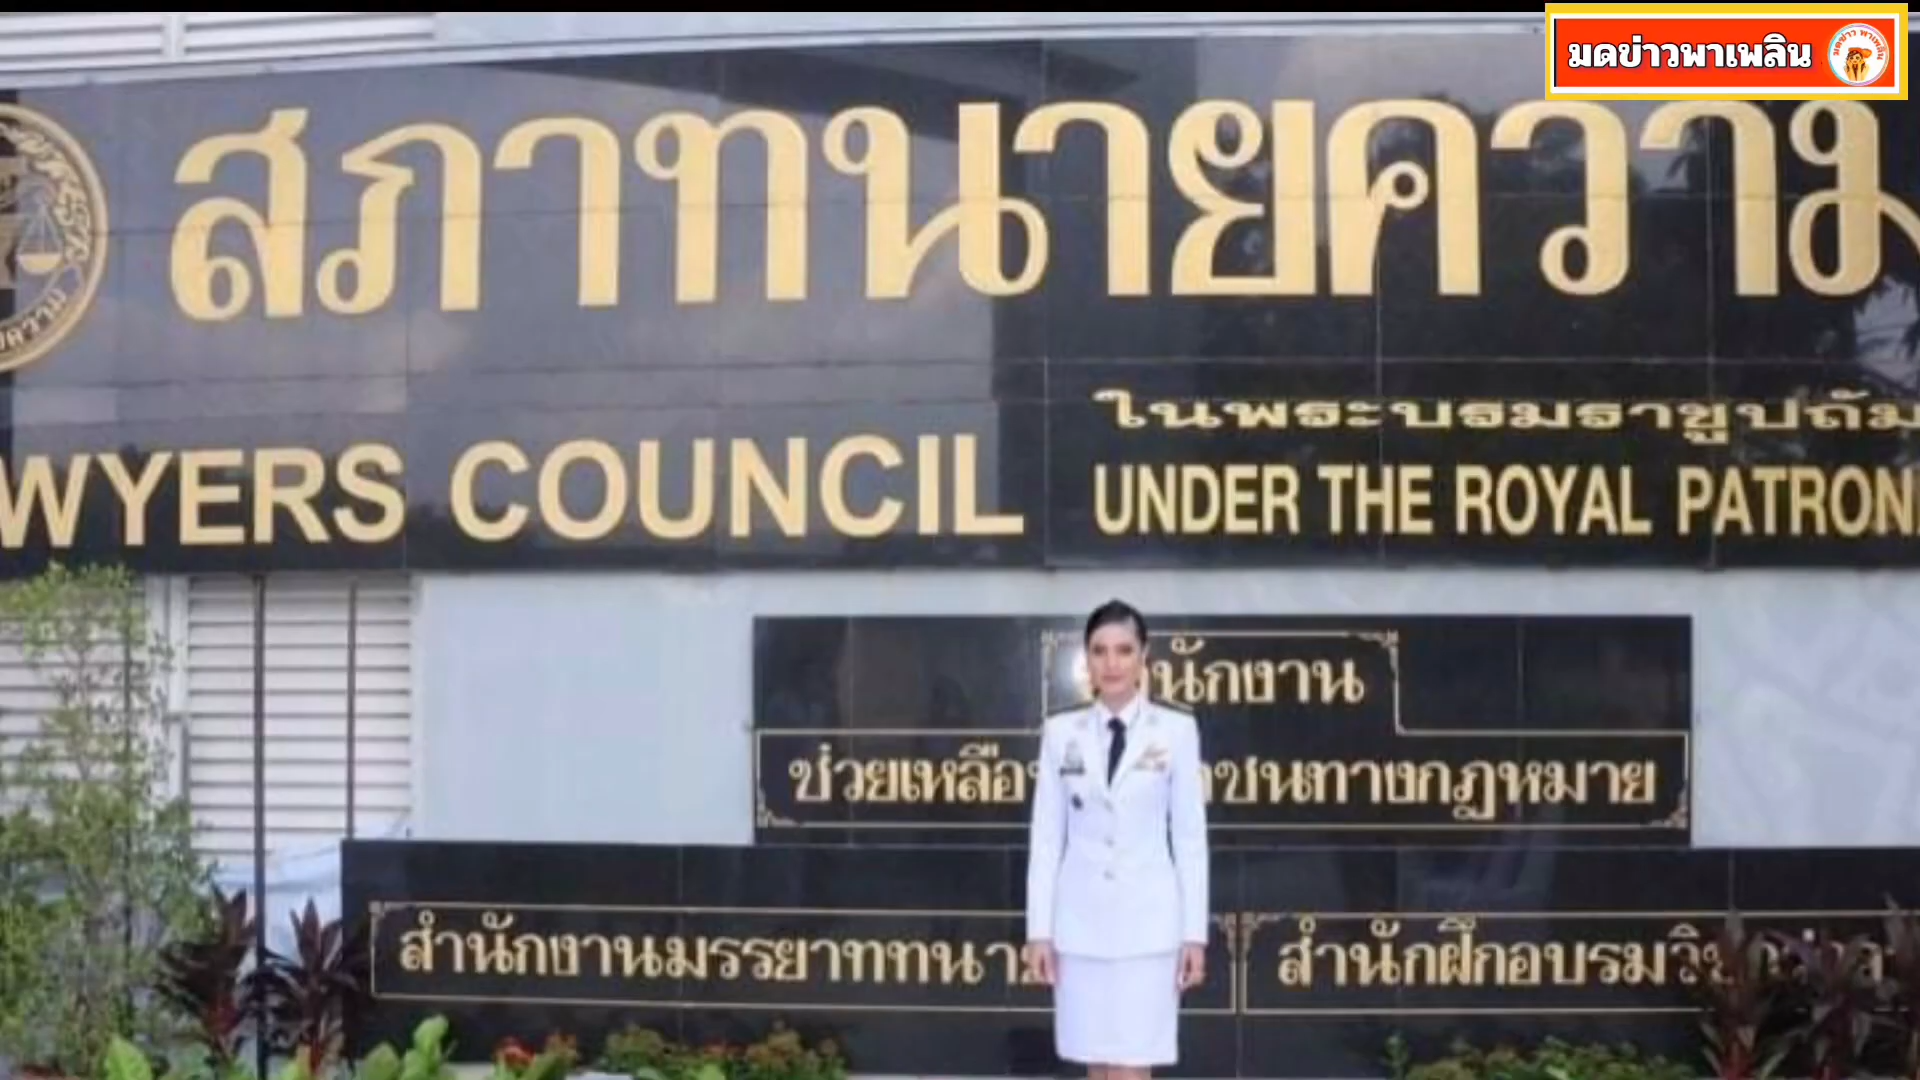 มดข่าวพาเพลิน
สภาทนายความ
ในพระบรมราชูปถัม
WYERS COUNCIL UNDER THE ROYAL PATRON
นักงาน
ช่วยเหลือ ชนทางกฎหมาย
สำนักงานมรรยาททนา สำนักฝึกอบรมวิช